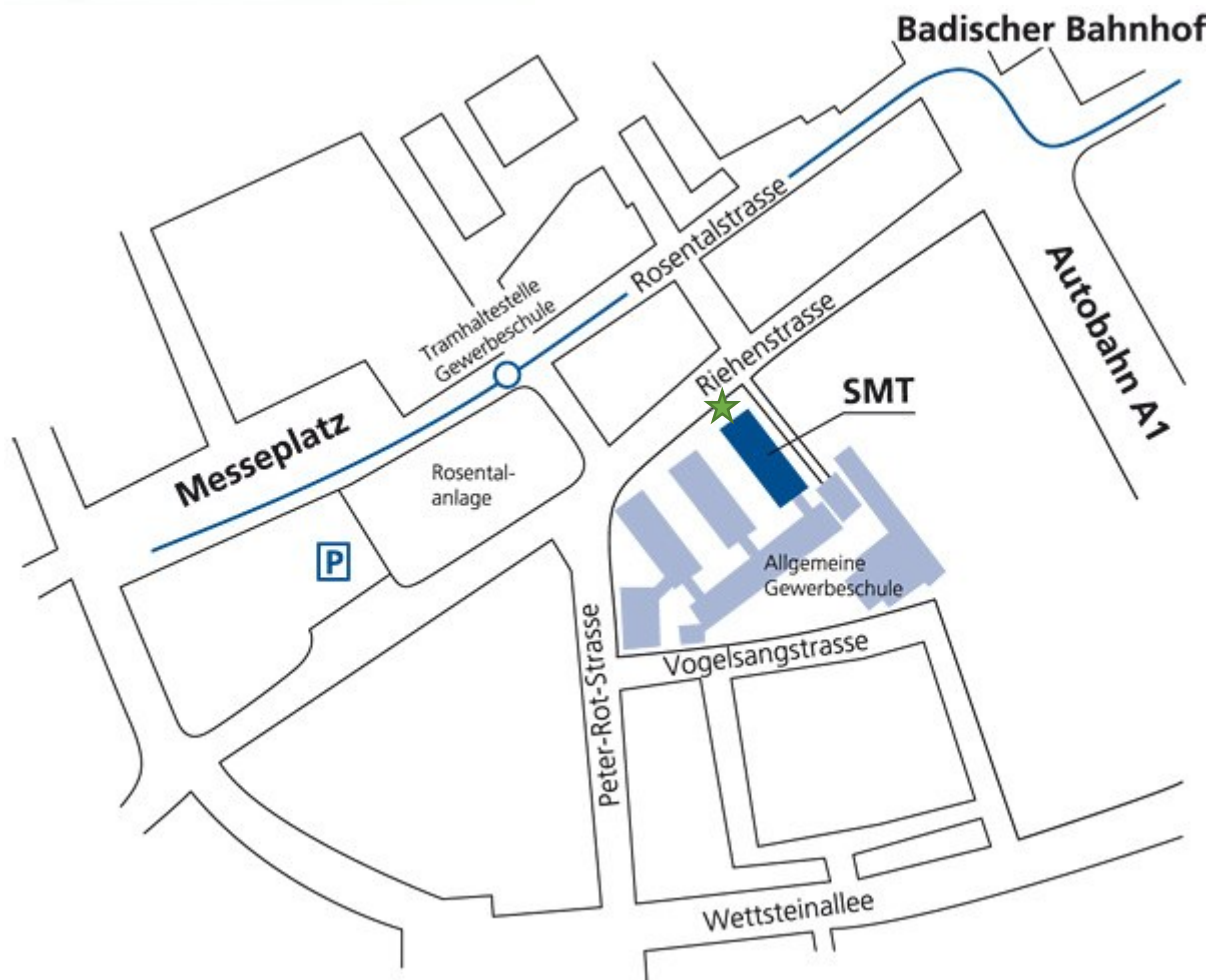 Badischer Bahnhof
Rosentalstrasse
Tramhaltestelle
Gewerbeschule
Riehenstrasse
Autobahn A1
SMT
Messeplatz
Rosental-
anlage
P
Allgemeine
Gewerbeschule
Peter-Rot-Strasse
Vogelsangstrasse
Wettsteinallee